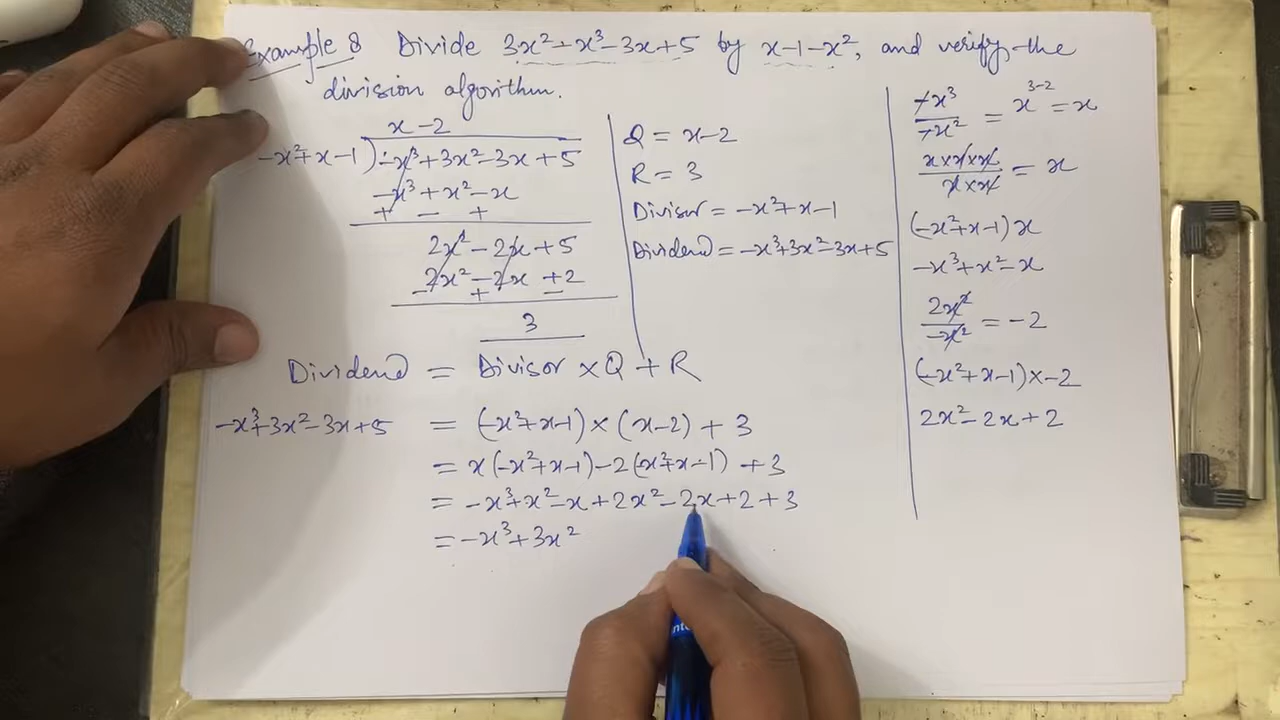 Example 8 Divide 3x² - x³ - 3x + 5 by x - 1 - x², and verify the
division algorithm.
x - 2
-x² + x - 1 ) -x³ + 3x² - 3x + 5
-x³ + x² - x
+ - +
2x² - 2x + 5
2x² - 2x + 2
- + -
3
Q = x - 2
R = 3
Divisor = -x² + x - 1
Dividend = -x³ + 3x² - 3x + 5
-x³ / -x² = x³⁻² = x
x × x × x / x × x = x
(-x² + x - 1) x
-x³ + x² - x
2x² / -x² = -2
(-x² + x - 1) × -2
2x² - 2x + 2
Dividend = Divisor × Q + R
-x³ + 3x² - 3x + 5 = (-x² + x - 1) × (x - 2) + 3
= x(-x² + x - 1) - 2(-x² + x - 1) + 3
= -x³ + x² - x + 2x² - 2x + 2 + 3
= -x³ + 3x²